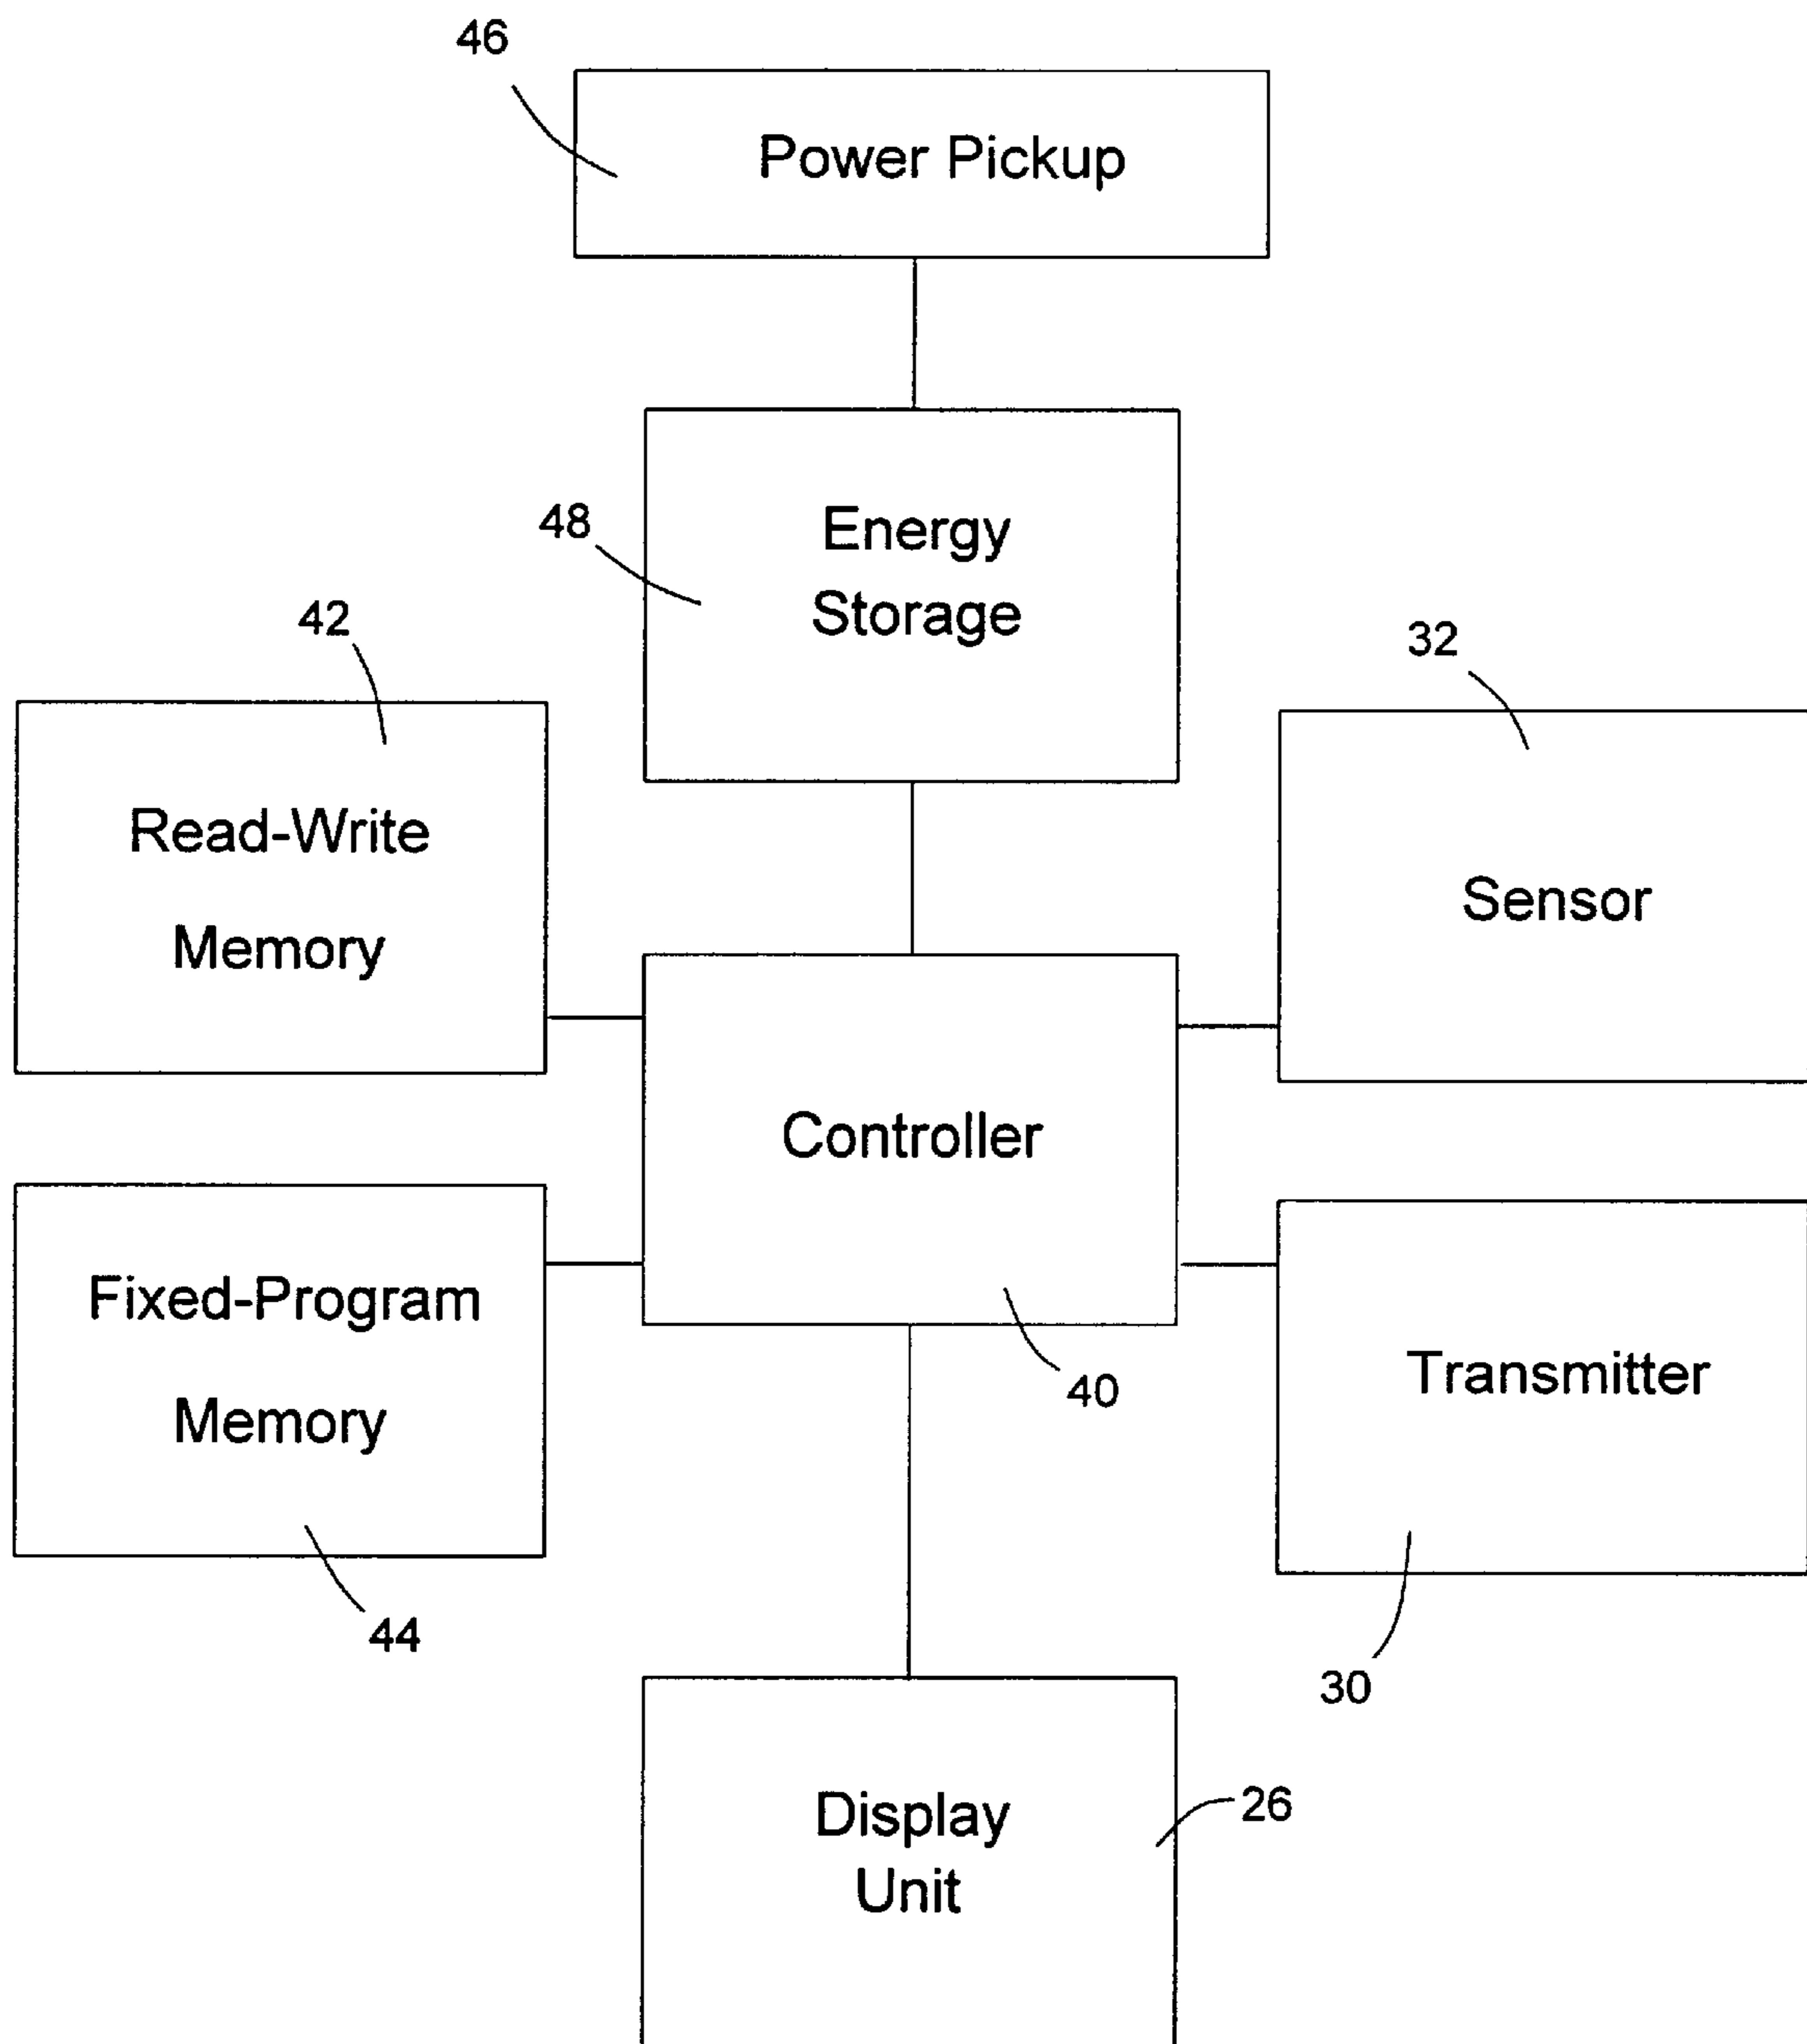 46
Power Pickup
48
Energy
Storage
42
32
Read-Write
Memory
Sensor
Controller
40
Fixed-Program
Memory
44
Transmitter
30
Display
Unit
26